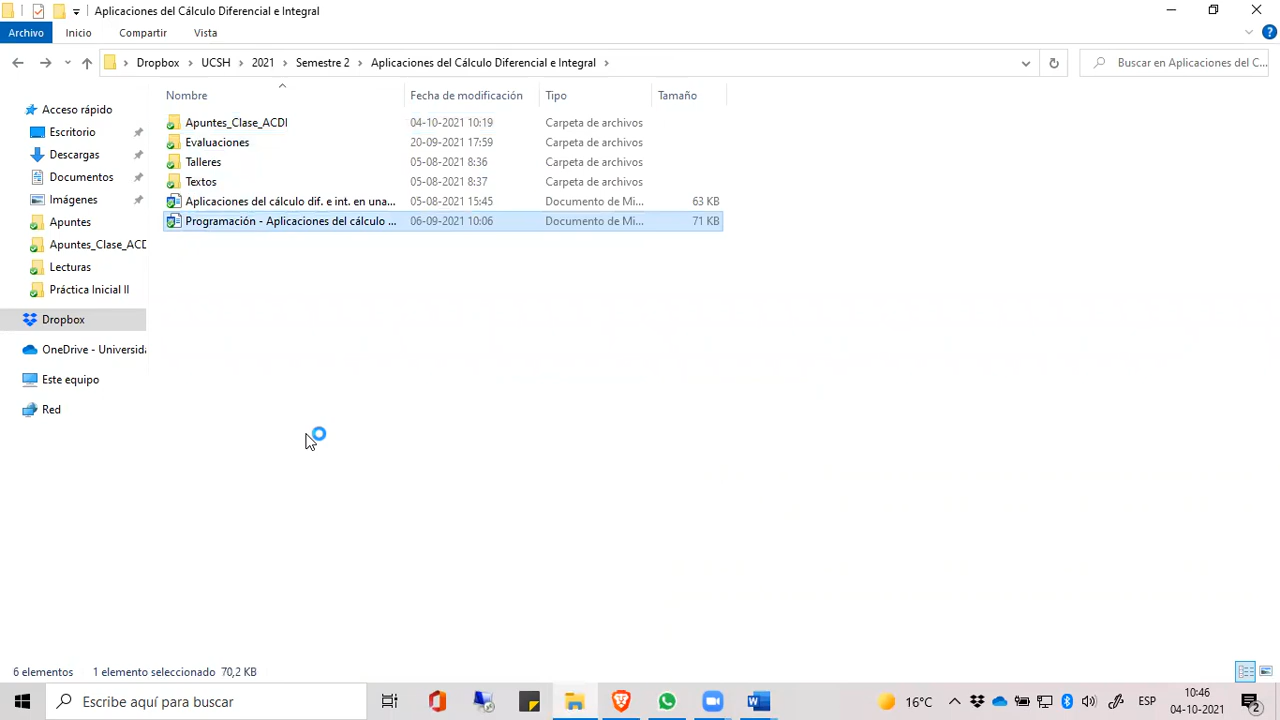 Aplicaciones del Cálculo Diferencial e Integral
Archivo Inicio Compartir Vista
Dropbox UCSH 2021 Semestre 2 Aplicaciones del Cálculo Diferencial e Integral
Buscar en Aplicaciones del C...
Nombre Fecha de modificación Tipo Tamaño
Acceso rápido
Escritorio
Descargas
Documentos
Imágenes
Apuntes
Apuntes_Clase_ACD
Lecturas
Práctica Inicial II
Dropbox
OneDrive - Universida
Este equipo
Red
Apuntes_Clase_ACDI 04-10-2021 10:19 Carpeta de archivos
Evaluaciones 20-09-2021 17:59 Carpeta de archivos
Talleres 05-08-2021 8:36 Carpeta de archivos
Textos 05-08-2021 8:37 Carpeta de archivos
Aplicaciones del cálculo dif. e int. en una... 05-08-2021 15:45 Documento de Mi... 63 KB
Programación - Aplicaciones del cálculo ... 06-09-2021 10:06 Documento de Mi... 71 KB
6 elementos 1 elemento seleccionado 70,2 KB
Escribe aquí para buscar
16°C
ESP
10:46
04-10-2021
2